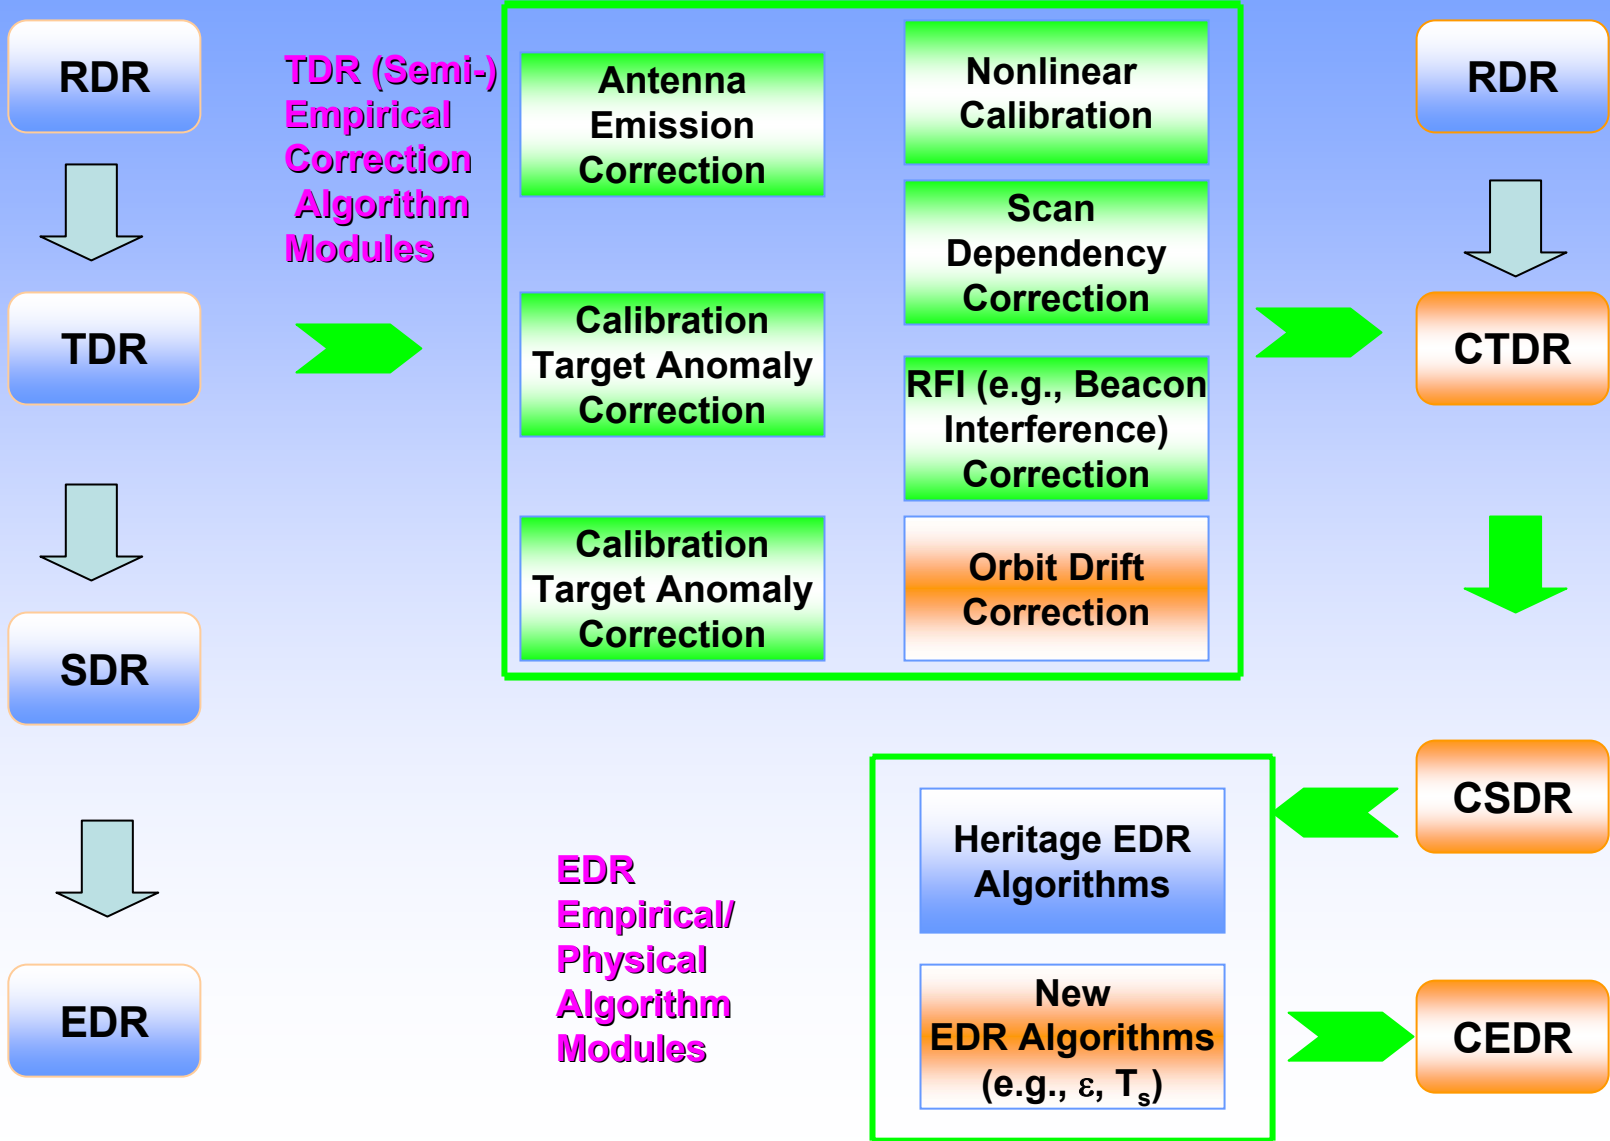 RDR
TDR
SDR
EDR
TDR (Semi-)
Empirical
Correction
Algorithm
Modules
Antenna
Emission
Correction
Calibration
Target Anomaly
Correction
Calibration
Target Anomaly
Correction
Nonlinear
Calibration
Scan
Dependency
Correction
RFI (e.g., Beacon
Interference)
Correction
Orbit Drift
Correction
RDR
CTDR
CSDR
CEDR
EDR
Empirical/
Physical
Algorithm
Modules
Heritage EDR
Algorithms
New
EDR Algorithms
(e.g., ε, Ts)